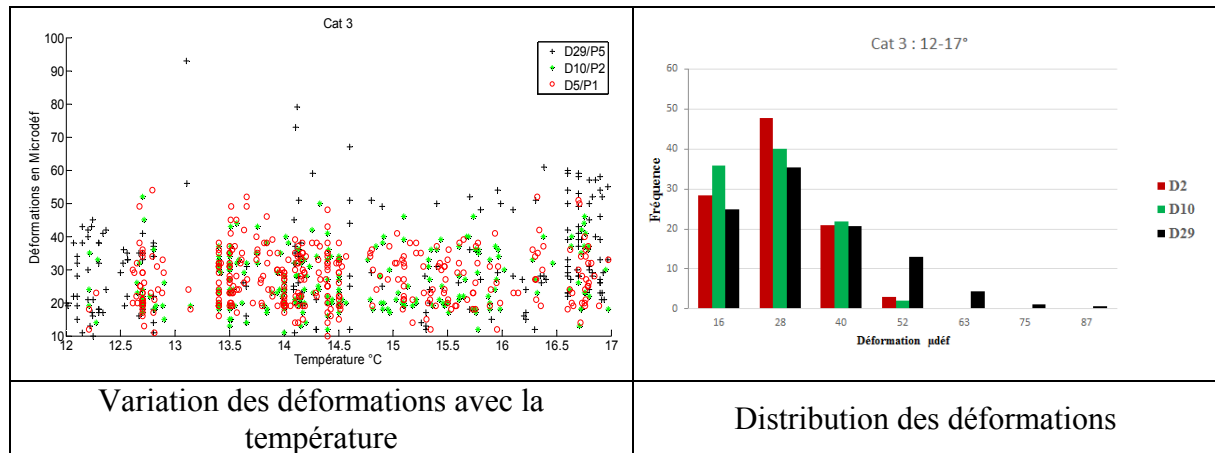 Cat 3
100
90
80
70
60
50
40
30
20
10
Déformations en Microdéf
D29/P5
D10/P2
D5/P1
12 12.5 13 13.5 14 14.5 15 15.5 16 16.5 17
Température °C
Cat 3 : 12-17°
60
50
40
30
20
10
0
Fréquence
16 28 40 52 63 75 87
Déformation µdéf
D2
D10
D29
Variation des déformations avec la
température
Distribution des déformations